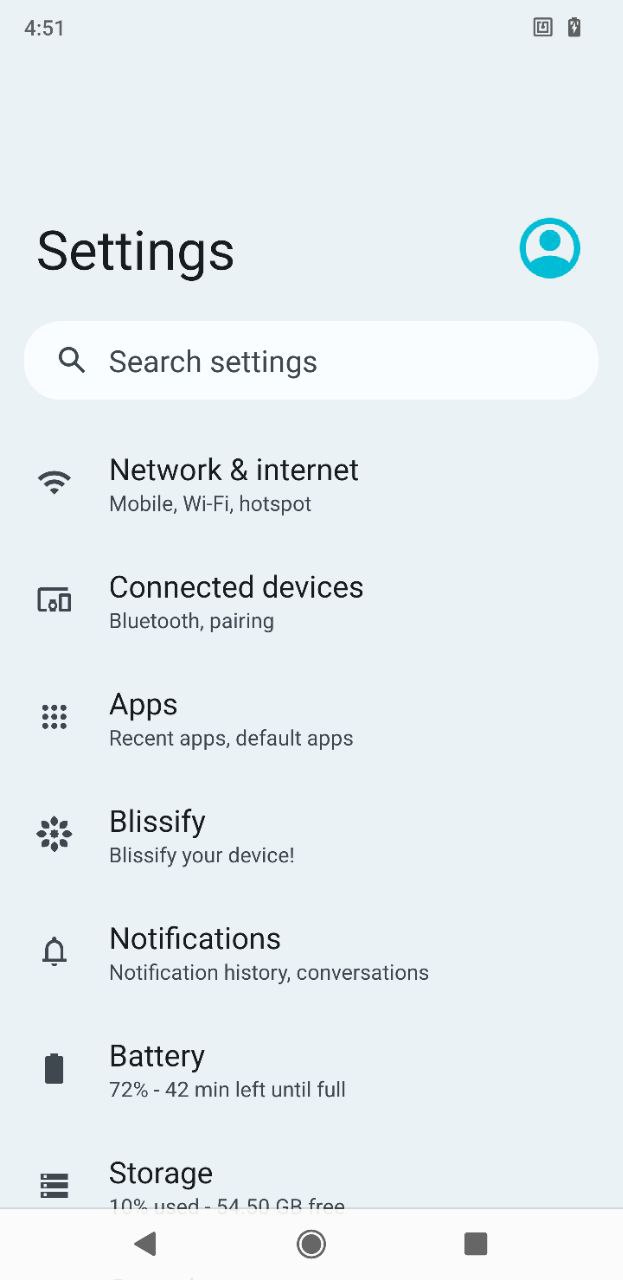 4:51
Settings
Search settings
Network & internet
Mobile, Wi-Fi, hotspot
Connected devices
Bluetooth, pairing
Apps
Recent apps, default apps
Blissify
Blissify your device!
Notifications
Notification history, conversations
Battery
72% - 42 min left until full
Storage
10% used - 54.50 GB free